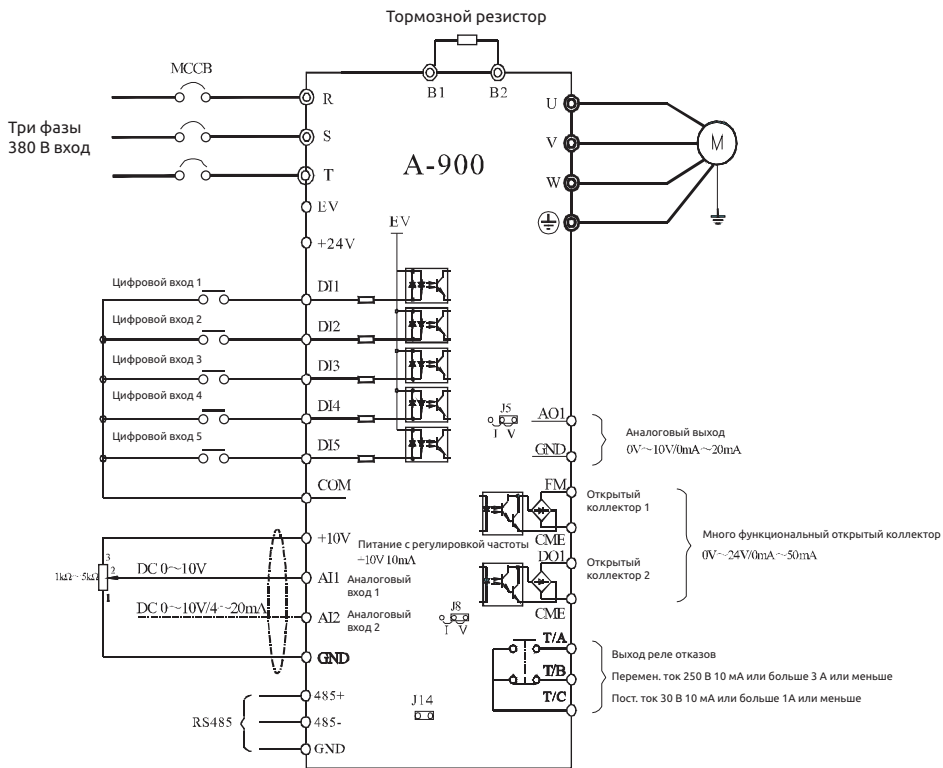 Тормозной резистор
MCCB
B1
B2
R
S
T
Три фазы
380 В вход
A-900
U
V
W
M
EV
+24V
EV
Цифровой вход 1
DI1
Цифровой вход 2
DI2
Цифровой вход 3
DI3
Цифровой вход 4
DI4
Цифровой вход 5
DI5
COM
J5
I V
AO1
GND
Аналоговый выход
0V~10V/0mA~20mA
FM
CME
Открытый
коллектор 1
DO1
CME
Открытый
коллектор 2
Много функциональный открытый коллектор
0V~24V/0mA~50mA
+10V
Питание с регулировкой частоты
+10V 10mA
1kΩ~5kΩ
3
2
1
DC 0~10V
AI1
Аналоговый
вход 1
DC 0~10V/4~20mA
AI2
Аналоговый
вход 2
GND
J8
I V
T/A
T/B
T/C
Выход реле отказов
Перемен. ток 250 В 10 мА или больше 3 А или меньше
Пост. ток 30 В 10 мА или больше 1А или меньше
RS485
485+
485-
GND
J14